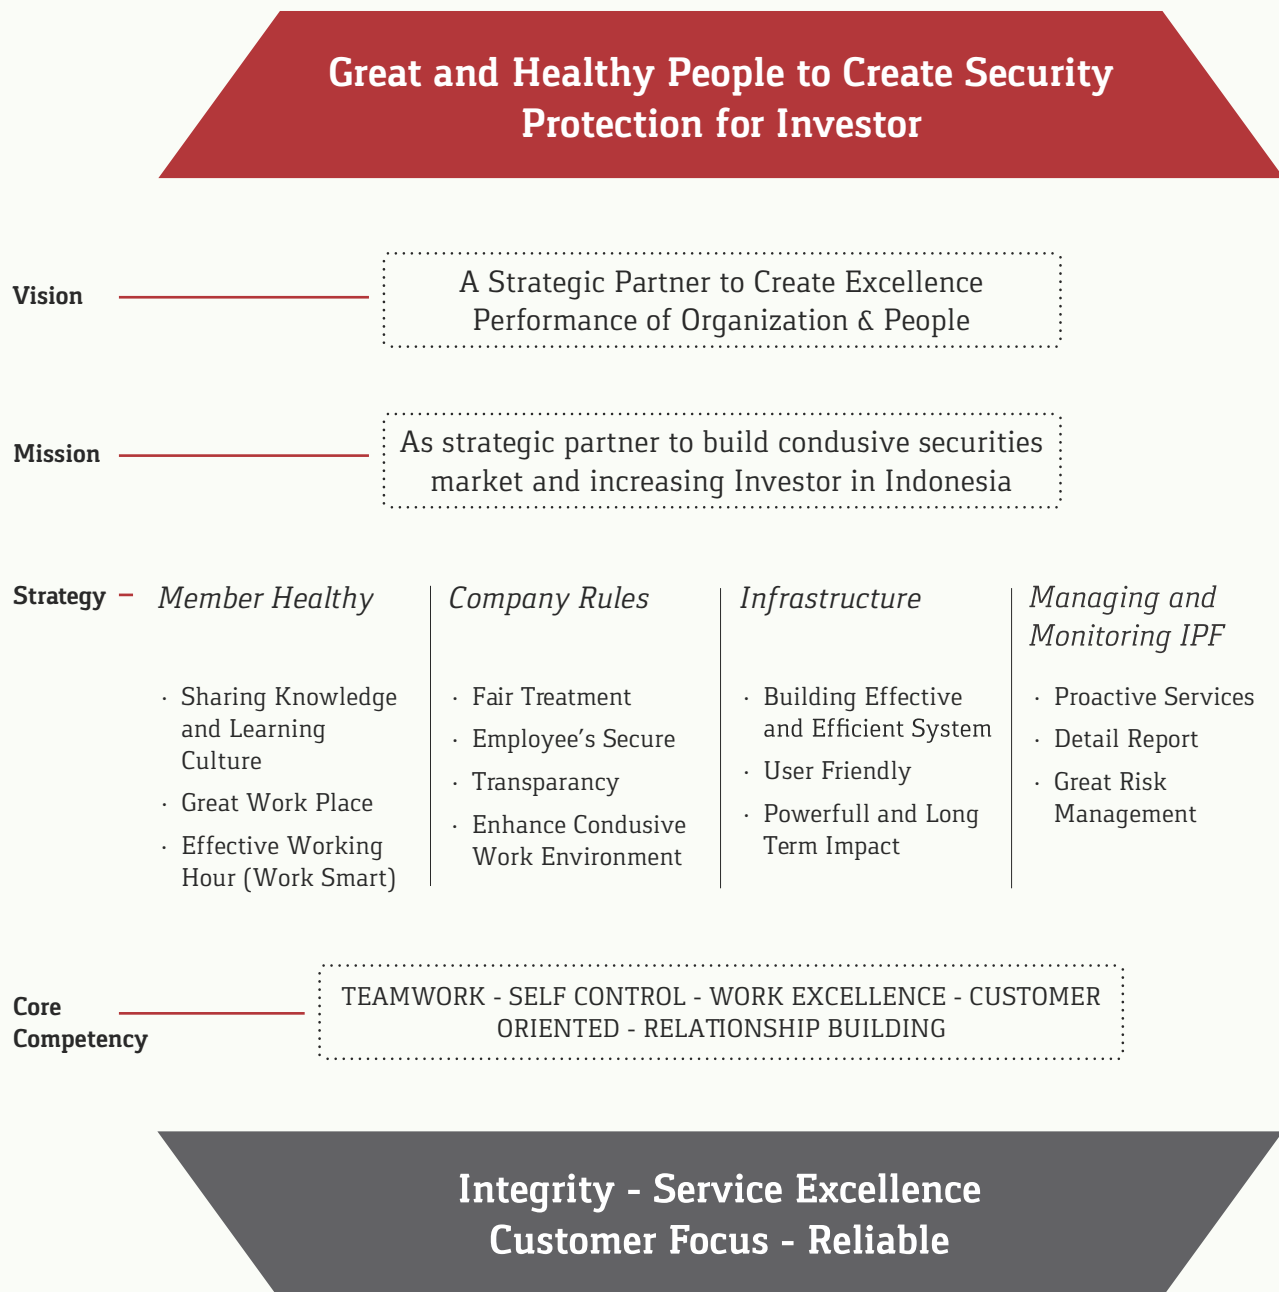 Great and Healthy People to Create Security
Protection for Investor
Vision
A Strategic Partner to Create Excellence
Performance of Organization & People
Mission
As strategic partner to build condusive securities
market and increasing Investor in Indonesia
Strategy
Member Healthy
· Sharing Knowledge
and Learning
Culture
· Great Work Place
· Effective Working
Hour (Work Smart)
Company Rules
· Fair Treatment
· Employee’s Secure
· Transparancy
· Enhance Condusive
Work Environment
Infrastructure
· Building Effective
and Efficient System
· User Friendly
· Powerfull and Long
Term Impact
Managing and
Monitoring IPF
· Proactive Services
· Detail Report
· Great Risk
Management
Core
Competency
TEAMWORK - SELF CONTROL - WORK EXCELLENCE - CUSTOMER
ORIENTED - RELATIONSHIP BUILDING
Integrity - Service Excellence
Customer Focus - Reliable